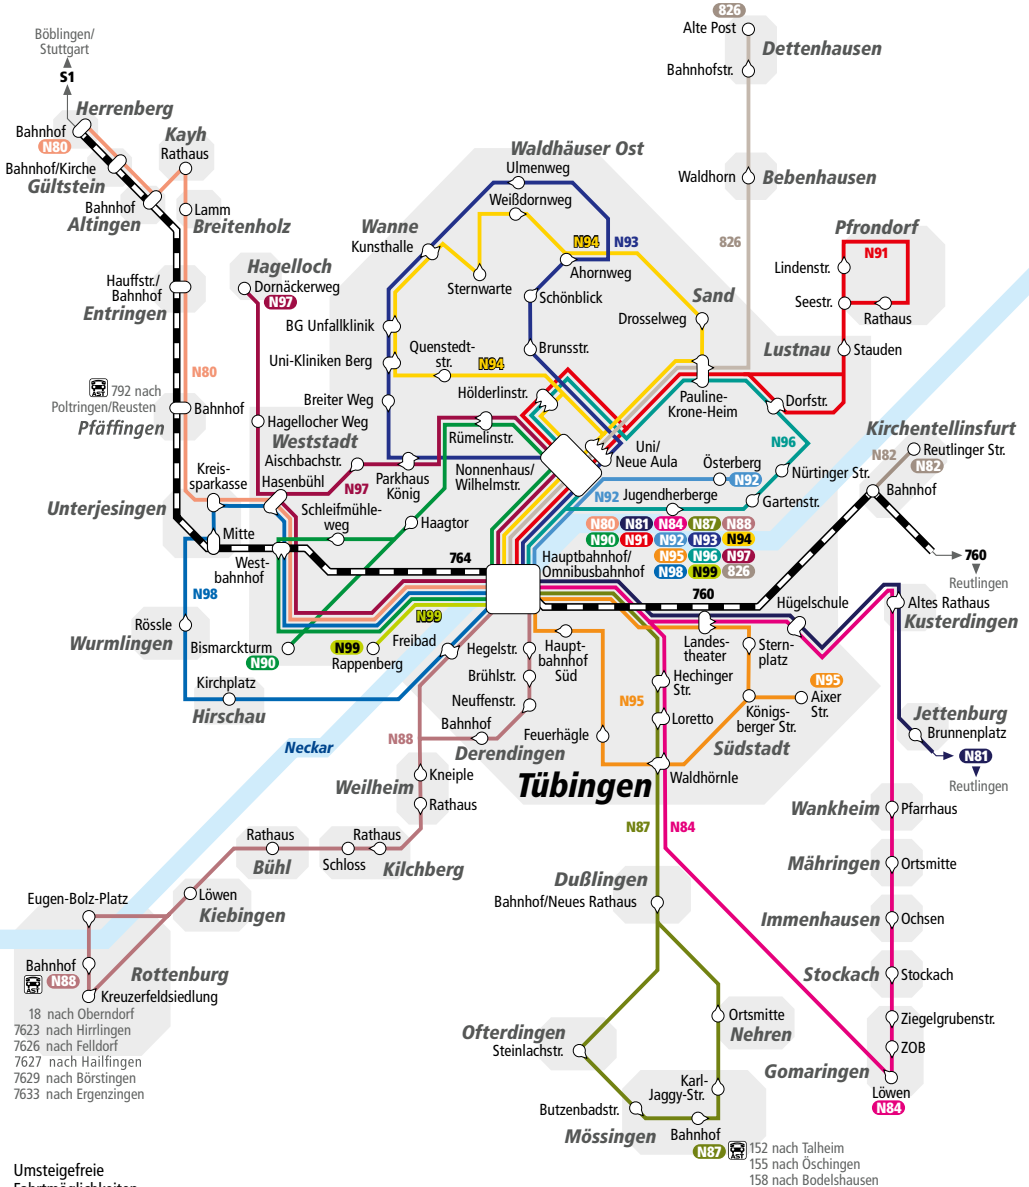 826
Alte Post
Dettenhausen
Bahnhofstr.
Böblingen/
Stuttgart
S1
Herrenberg
Bahnhof
N80
Kayh
Rathaus
Bahnhof/Kirche
Gültstein
Bahnhof
Altingen
Lamm
Breitenholz
Waldhäuser Ost
Ulmenweg
Weißdornweg
Waldhorn
Bebenhausen
Wanne
Kunsthalle
N94
N93
826
Pfrondorf
N91
Lindenstr.
Hauffstr./
Bahnhof
Entringen
Hagelloch
Dornäckerweg
N97
Sternwarte
Ahornweg
Schönblick
Sand
Drosselweg
Seestr.
Rathaus
BG Unfallklinik
Uni-Kliniken Berg
Quenstedt-
str.
N94
Brunsstr.
Lustnau
Stauden
N80
792 nach
Poltringen/Reusten
AST
Pfäffingen
Bahnhof
Hagellocher Weg
Breiter Weg
Hölderlinstr.
Pauline-
Krone-Heim
Dorfstr.
Weststadt
Aischbachstr.
Rümelinstr.
Uni/
Neue Aula
N96
Kirchentellinsfurt
N82
Reutlinger Str.
N82
Kreis-
sparkasse
Hasenbühl
N97
Parkhaus
König
Nonnenhaus/
Wilhelmstr.
Österberg
N92
Nürtinger Str.
Bahnhof
Unterjesingen
Schleifmühle-
weg
Haagtor
N92
Jugendherberge
Gartenstr.
N80 N81 N84 N87 N88
N90 N91 N92 N93 N94
N95 N96 N97
N98 N99 826
Mitte
West-
bahnhof
764
Hauptbahnhof/
Omnibusbahnhof
760
Reutlingen
760
N98
Hügelschule
Altes Rathaus
Kusterdingen
Rössle
Wurmlingen
Bismarckturm
N90
N99
N99
Rappenberg
Freibad
Hegelstr.
Haupt-
bahnhof
Süd
Landes-
theater
Stern-
platz
Kirchplatz
Hirschau
Brühlstr.
Neuffenstr.
Hechinger
Str.
N95
N95
Aixer
Str.
Loretto
Königs-
berger Str.
Jettenburg
Brunnenplatz
N81
Reutlingen
Neckar
N88
Bahnhof
Derendingen
Feuerhägle
Südstadt
Tübingen
Waldhörnle
Weilheim
Kneiple
Rathaus
Wankheim
Pfarrhaus
N87
N84
Rathaus
Bühl
Rathaus
Schloss
Kilchberg
Mähringen
Ortsmitte
Eugen-Bolz-Platz
Löwen
Kiebingen
Dußlingen
Bahnhof/Neues Rathaus
Immenhausen
Ochsen
Bahnhof
AST
N88
Rottenburg
Kreuzerfeldsiedlung
Stockach
Stockach
18 nach Oberndorf
7623 nach Hirrlingen
7626 nach Felldorf
7627 nach Hailfingen
7629 nach Börstingen
7633 nach Ergenzingen
Ofterdingen
Steinlachstr.
Ortsmitte
Nehren
Ziegelgrubenstr.
ZOB
Gomaringen
Löwen
N84
Karl-
Jaggy-Str.
Butzenbadstr.
Mössingen
Bahnhof
N87
AST
152 nach Talheim
155 nach Öschingen
158 nach Bodelshausen
Umsteigefreie
Fahrtmöglichkeiten